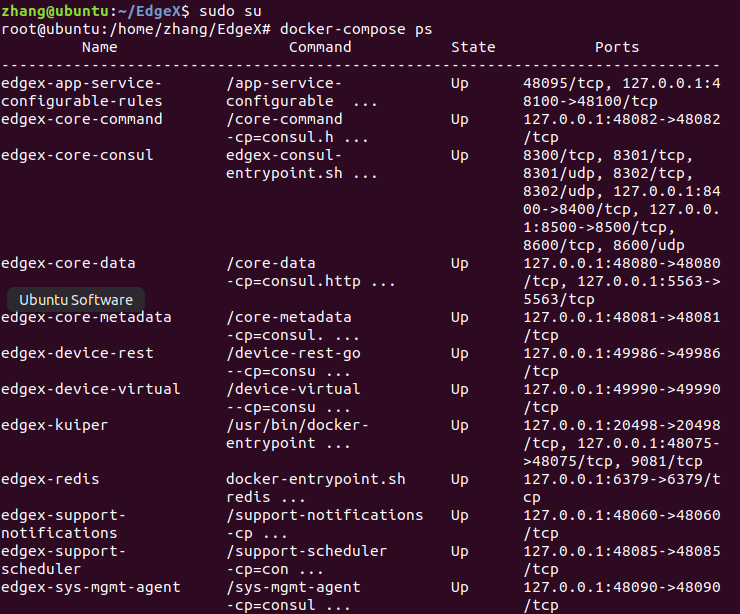 zhang@ubuntu:~/EdgeX$ sudo su
root@ubuntu:/home/zhang/EdgeX# docker-compose ps
Name Command State Ports
--------------------------------------------------------------------------------
edgex-app-service- /app-service- Up 48095/tcp, 127.0.0.1:4
configurable-rules configurable ... 8100->48100/tcp
edgex-core-command /core-command Up 127.0.0.1:48082->48082
-cp=consul.h ... /tcp
edgex-core-consul edgex-consul- Up 8300/tcp, 8301/tcp,
entrypoint.sh ... 8301/udp, 8302/tcp,
8302/udp, 127.0.0.1:84
00->8400/tcp, 127.0.0.
1:8500->8500/tcp,
8600/tcp, 8600/udp
edgex-core-data /core-data Up 127.0.0.1:48080->48080
-cp=consul.http ... /tcp, 127.0.0.1:5563->
Ubuntu Software 5563/tcp
edgex-core-metadata /core-metadata Up 127.0.0.1:48081->48081
-cp=consul. ... /tcp
edgex-device-rest /device-rest-go Up 127.0.0.1:49986->49986
--cp=consu ... /tcp
edgex-device-virtual /device-virtual Up 127.0.0.1:49990->49990
--cp=consu ... /tcp
edgex-kuiper /usr/bin/docker- Up 127.0.0.1:20498->20498
entrypoint ... /tcp, 127.0.0.1:48075-
>48075/tcp, 9081/tcp
edgex-redis docker-entrypoint.sh Up 127.0.0.1:6379->6379/t
redis ... cp
edgex-support- /support-notifications Up 127.0.0.1:48060->48060
notifications -cp ... /tcp
edgex-support- /support-scheduler Up 127.0.0.1:48085->48085
scheduler -cp=con ... /tcp
edgex-sys-mgmt-agent /sys-mgmt-agent Up 127.0.0.1:48090->48090
-cp=consul ... /tcp